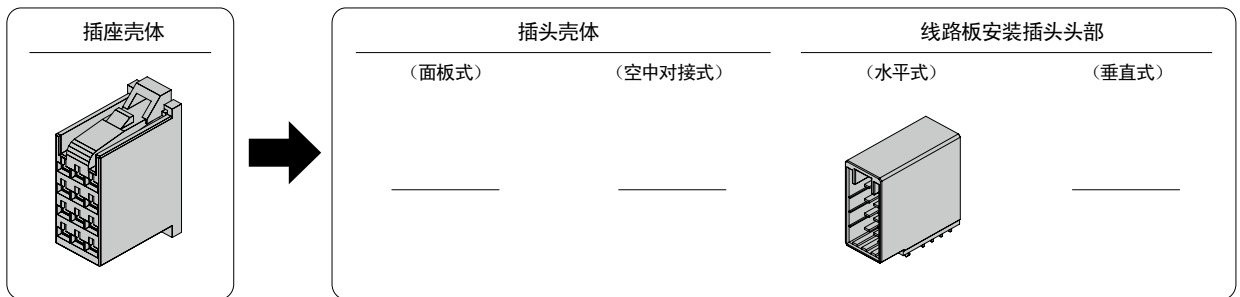 插座壳体
插头壳体
线路板安装插头头部
（面板式）
（空中对接式）
（水平式）
（垂直式）